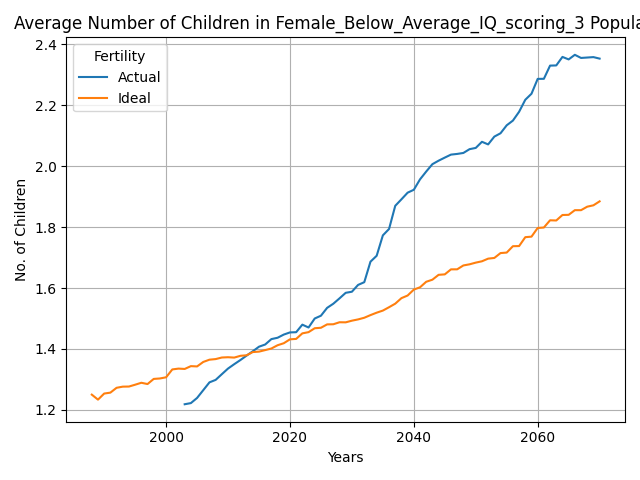 Average Number of Children in Female_Below_Average_IQ_scoring_3 Popula
Fertility
Actual
Ideal
2.4
2.2
2.0
1.8
1.6
1.4
1.2
No. of Children
2000
2020
2040
2060
Years